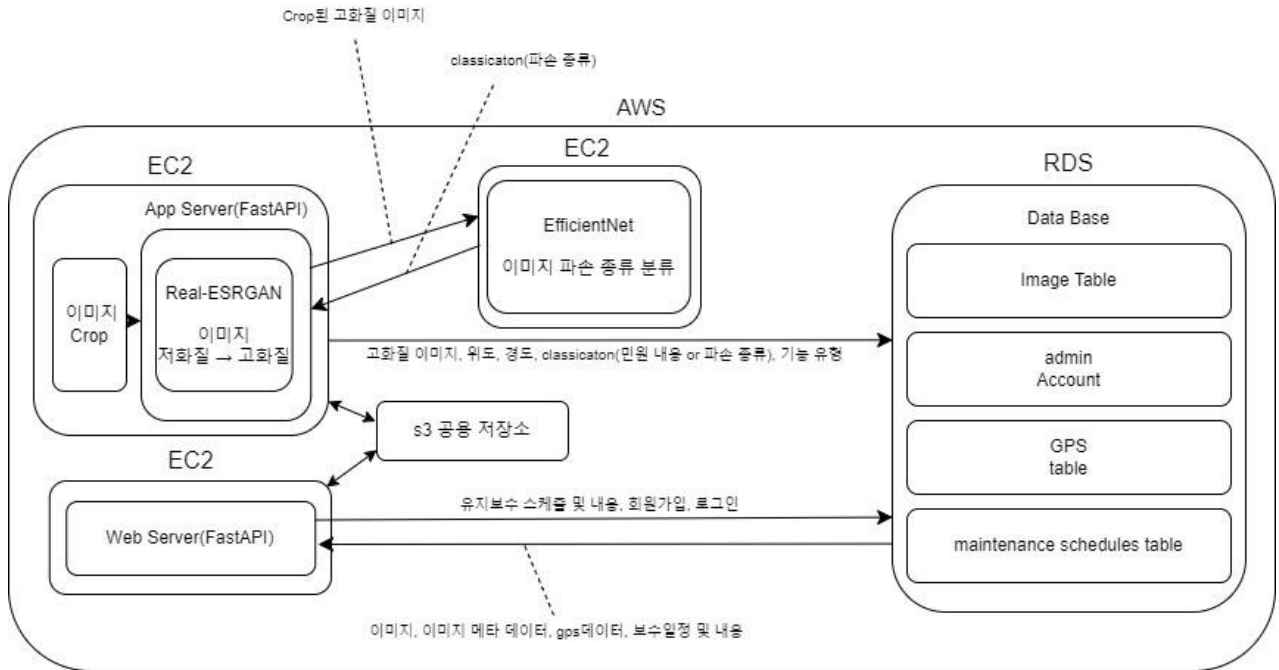 Crop된 고화질 이미지
classicaton(파손 종류)
AWS
EC2
App Server(FastAPI)
이미지
Crop
Real-ESRGAN
이미지
저화질 → 고화질
EC2
EfficientNet
이미지 파손 종류 분류
RDS
Data Base
Image Table
admin
Account
GPS
table
maintenance schedules table
고화질 이미지, 위도, 경도, classicaton(민원 내용 or 파손 종류), 기능 유형
s3 공용 저장소
EC2
Web Server(FastAPI)
유지보수 스케줄 및 내용, 회원가입, 로그인
이미지, 이미지 메타 데이터, gps데이터, 보수일정 및 내용